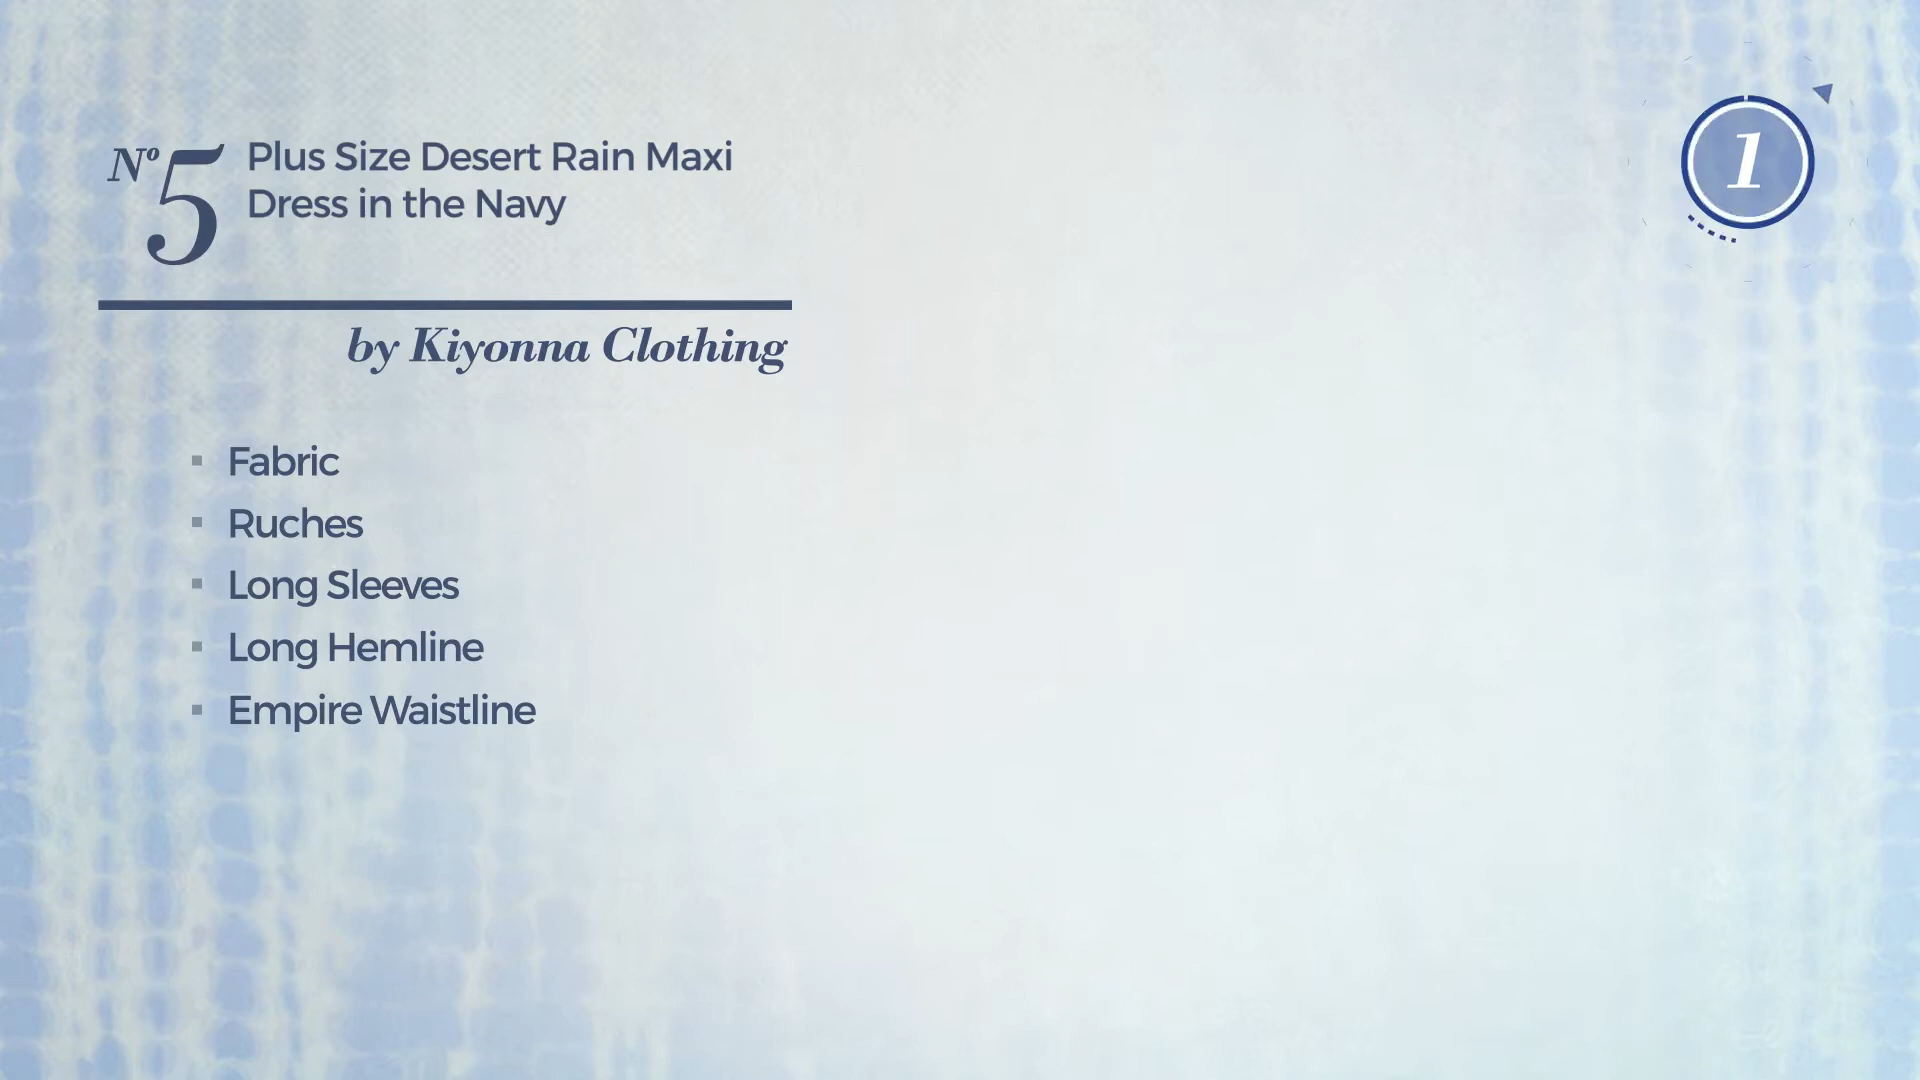 Nº5
Plus Size Desert Rain Maxi
Dress in the Navy
by Kiyonna Clothing
Fabric
Ruches
Long Sleeves
Long Hemline
Empire Waistline
1